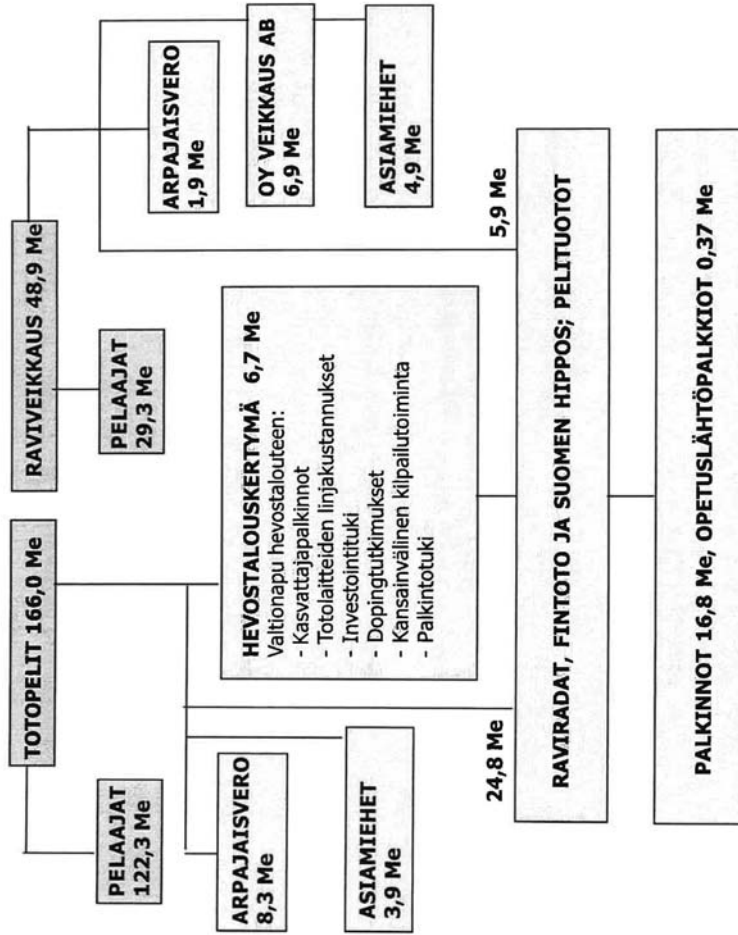 TOTOPELIT 166,0 Me
RAVIVEIKKAUS 48,9 Me
PELAAJAT
122,3 Me
PELAAJAT
29,3 Me
ARPAJAISVERO
8,3 Me
ASIAMIEHET
3,9 Me
HEVOSTALOUSKERTYMÄ 6,7 Me
Valtionapu hevostalouteen:
- Kasvattajapalkinnot
- Totolaitteiden linjakustannukset
- Investointituki
- Dopingtutkimukset
- Kansainvälinen kilpailutoiminta
- Palkintotuki
ARPAJAISVERO
1,9 Me
OY VEIKKAUS AB
6,9 Me
ASIAMIEHET
4,9 Me
24,8 Me
5,9 Me
RAVIRADAT, FINTOTO JA SUOMEN HIPPOS; PELITUOTOT
PALKINNOT 16,8 Me, OPETUSLÄHTÖPALKKIOT 0,37 Me